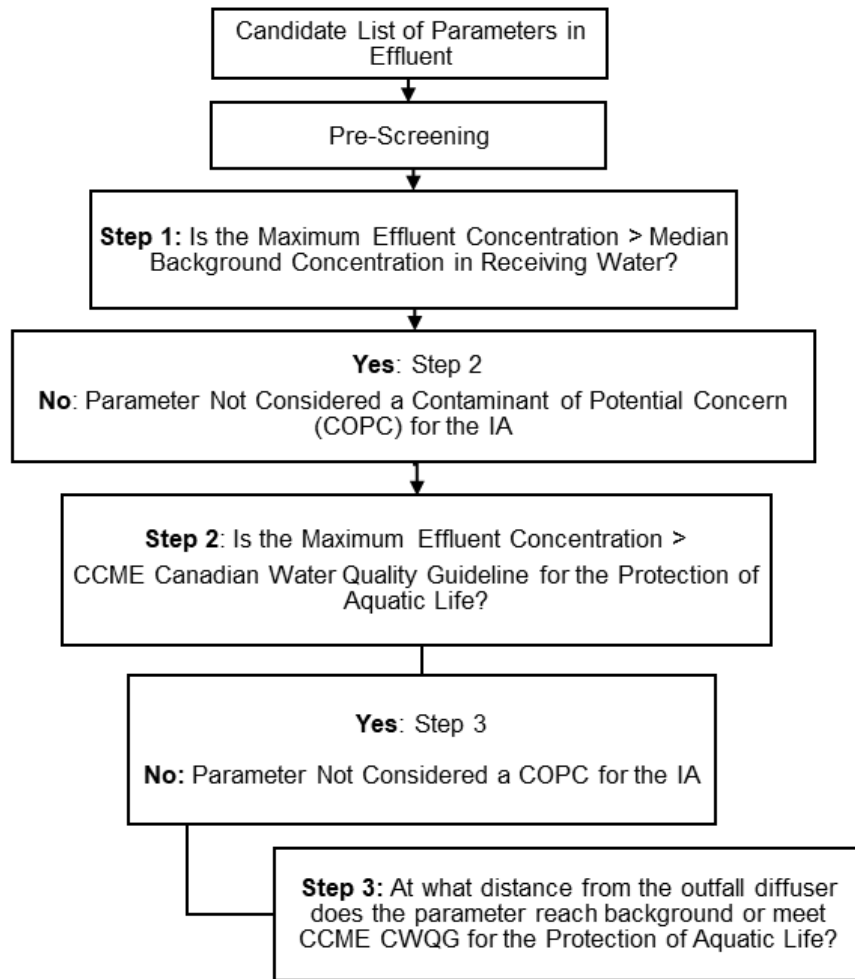 Candidate List of Parameters in
Effluent
Pre-Screening
Step 1: Is the Maximum Effluent Concentration > Median
Background Concentration in Receiving Water?
Yes: Step 2
No: Parameter Not Considered a Contaminant of Potential Concern
(COPC) for the IA
Step 2: Is the Maximum Effluent Concentration >
CCME Canadian Water Quality Guideline for the Protection of
Aquatic Life?
Yes: Step 3
No: Parameter Not Considered a COPC for the IA
Step 3: At what distance from the outfall diffuser
does the parameter reach background or meet
CCME CWQG for the Protection of Aquatic Life?